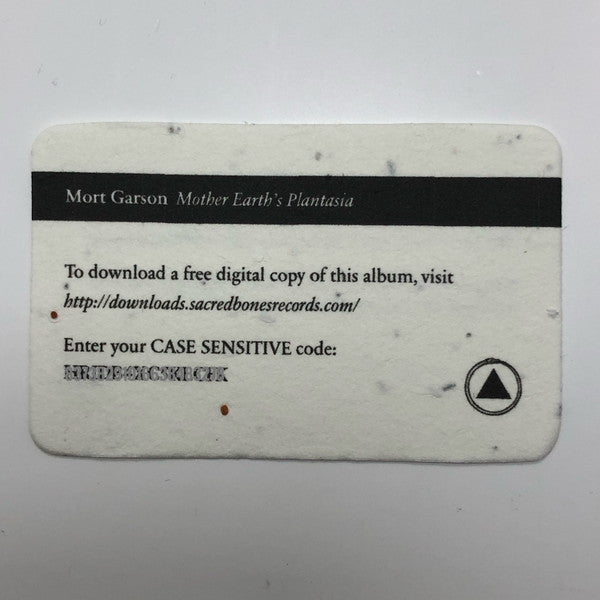 Mort Garson Mother Earth's Plantasia
To download a free digital copy of this album, visit
http://downloads.sacredbonesrecords.com/
Enter your CASE SENSITIVE code: